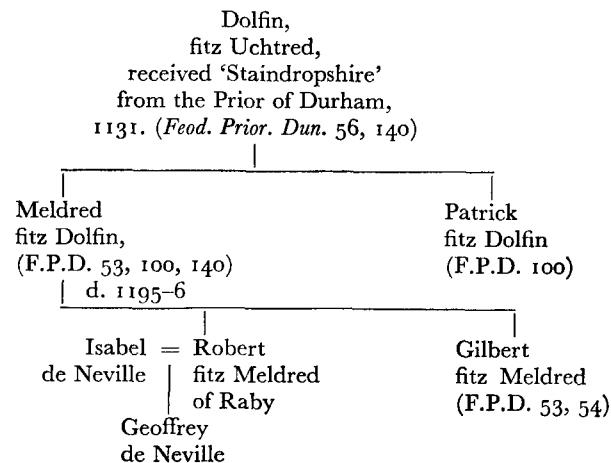 Dolfin,
fitz Uchtred,
received 'Staindropshire'
from the Prior of Durham,
1131. (Feod. Prior. Dun. 56, 140)
Meldred
fitz Dolfin,
(F.P.D. 53, 100, 140)
d. 1195–6
Patrick
fitz Dolfin
(F.P.D. 100)
Isabel = Robert
de Neville fitz Meldred
of Raby
Gilbert
fitz Meldred
(F.P.D. 53, 54)
Geoffrey
de Neville